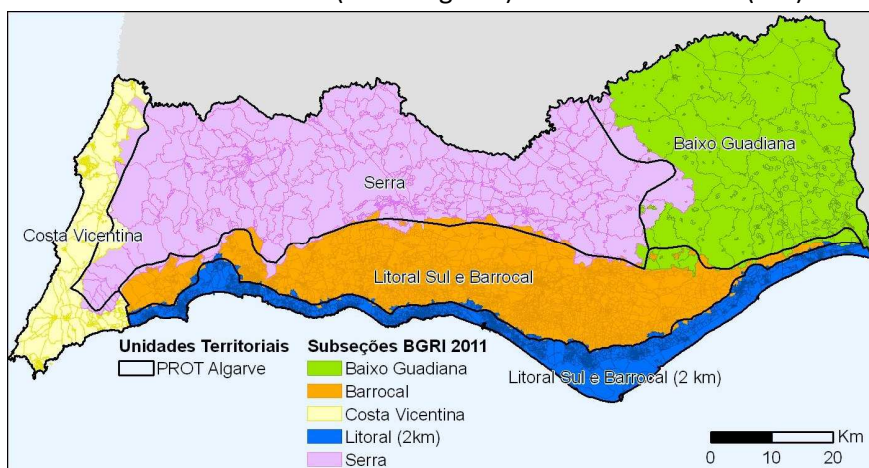 Baixo Guadiana
Serra
Costa Vicentina
Litoral Sul e Barrocal
Litoral Sul e Barrocal (2 km)
Unidades Territoriais
PROT Algarve
Subseções BGRI 2011
Baixo Guadiana
Barrocal
Costa Vicentina
Litoral (2km)
Serra
Km
0 10 20